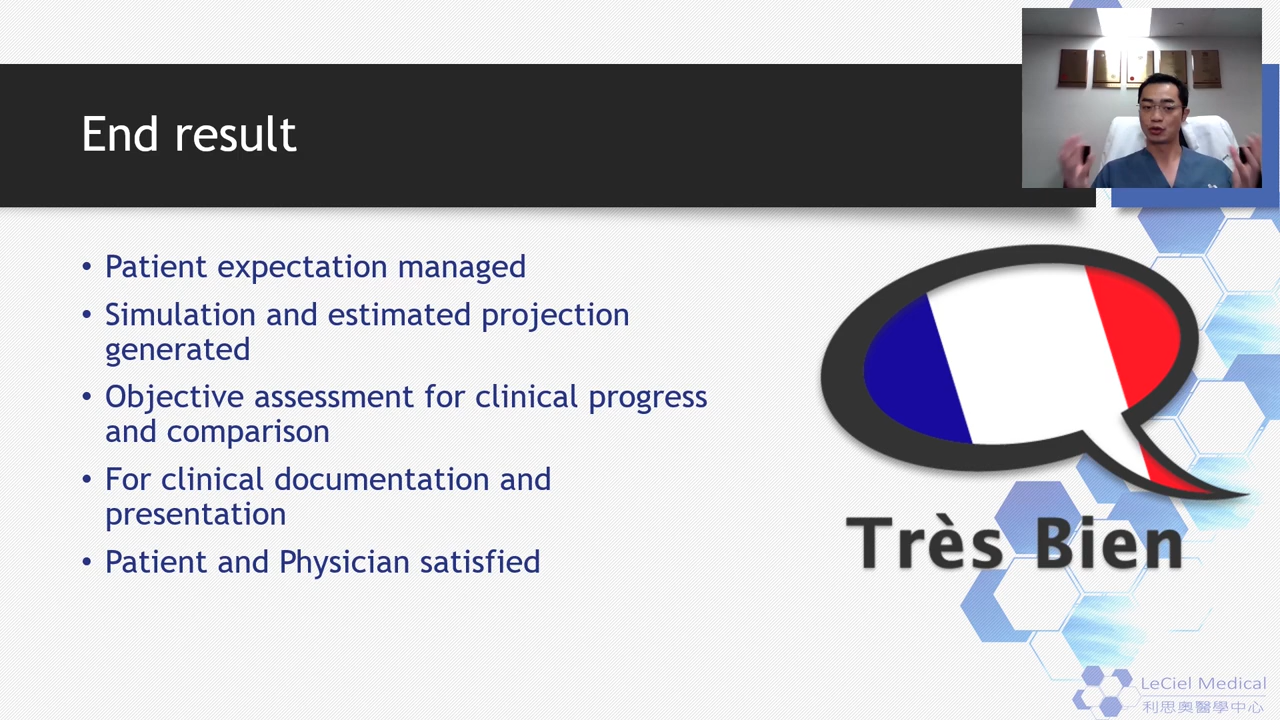 End result
• Patient expectation managed
• Simulation and estimated projection
generated
• Objective assessment for clinical progress
and comparison
• For clinical documentation and
presentation
• Patient and Physician satisfied
Très Bien
LeCiel Medical
利思奧醫學中心